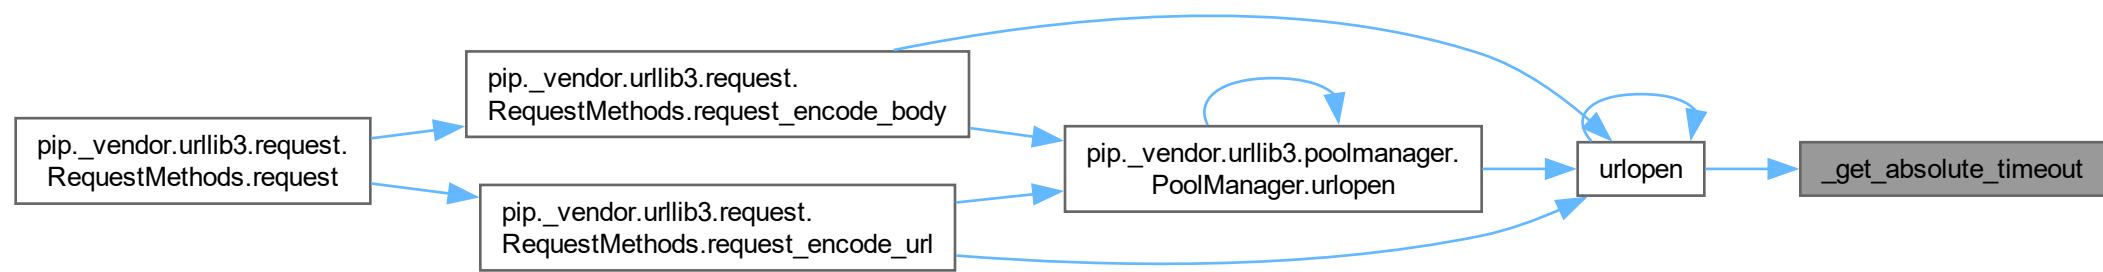 pip._vendor.urllib3.request.
RequestMethods.request
pip._vendor.urllib3.request.
RequestMethods.request_encode_body
pip._vendor.urllib3.request.
RequestMethods.request_encode_url
pip._vendor.urllib3.poolmanager.
PoolManager.urlopen
urlopen
_get_absolute_timeout